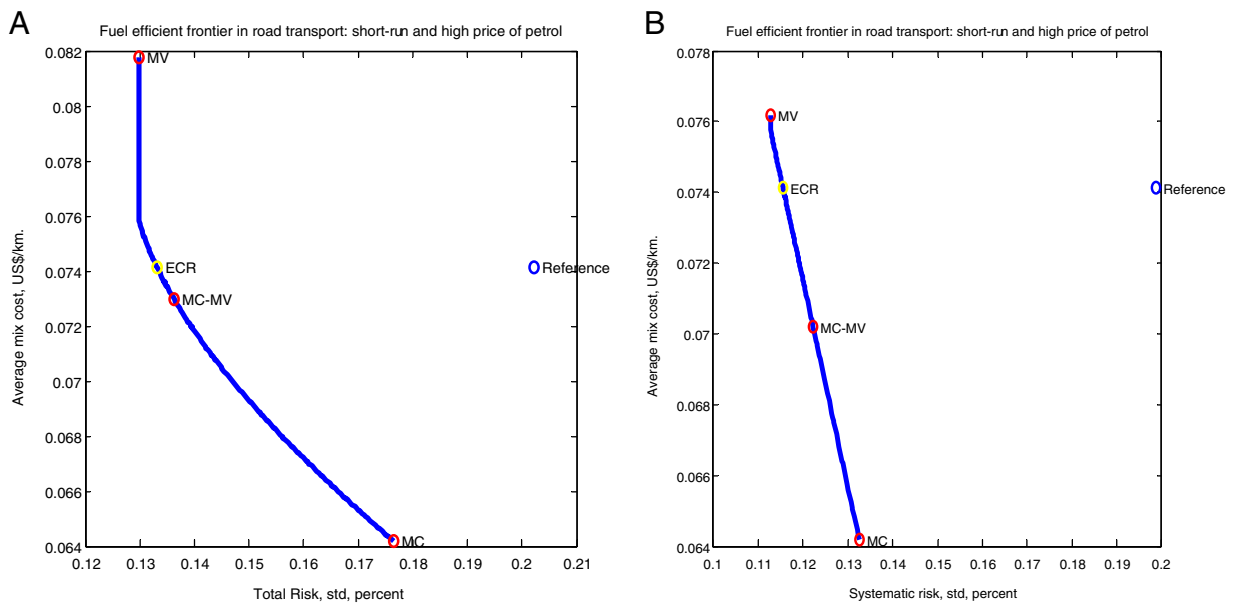 A
Fuel efficient frontier in road transport: short-run and high price of petrol
0.082
0.08
0.078
0.076
0.074
0.072
0.07
0.068
0.066
0.064
Average mix cost, US$/km.
MV
ECR
MC-MV
MC
Reference
0.12 0.13 0.14 0.15 0.16 0.17 0.18 0.19 0.2 0.21
Total Risk, std, percent
B
Fuel efficient frontier in road transport: short-run and high price of petrol
0.078
0.076
0.074
0.072
0.07
0.068
0.066
0.064
Average mix cost, US$/km.
MV
ECR
MC-MV
MC
Reference
0.1 0.11 0.12 0.13 0.14 0.15 0.16 0.17 0.18 0.19 0.2
Systematic risk, std, percent